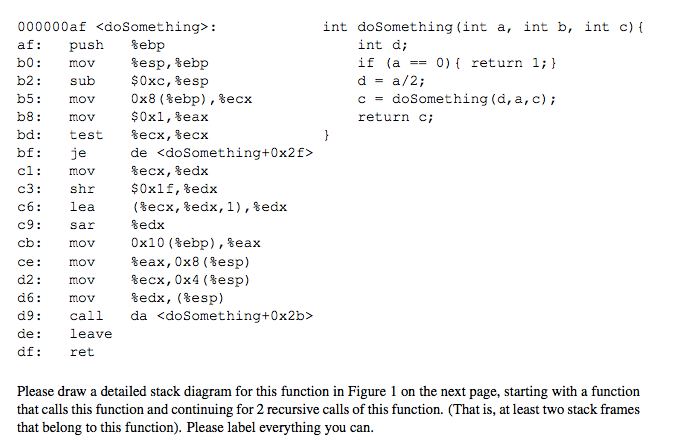 000000af <doSomething>: int doSomething(int a, int b, int c){
af: push %ebp int d;
b0: mov %esp,%ebp if (a == 0){ return 1;}
b2: sub $0xc,%esp d = a/2;
b5: mov 0x8(%ebp),%ecx c = doSomething(d,a,c);
b8: mov $0x1,%eax return c;
bd: test %ecx,%ecx }
bf: je de <doSomething+0x2f>
c1: mov %ecx,%edx
c3: shr $0x1f,%edx
c6: lea (%ecx,%edx,1),%edx
c9: sar %edx
cb: mov 0x10(%ebp),%eax
ce: mov %eax,0x8(%esp)
d2: mov %ecx,0x4(%esp)
d6: mov %edx,(%esp)
d9: call da <doSomething+0x2b>
de: leave
df: ret
Please draw a detailed stack diagram for this function in Figure 1 on the next page, starting with a function
that calls this function and continuing for 2 recursive calls of this function. (That is, at least two stack frames
that belong to this function). Please label everything you can.